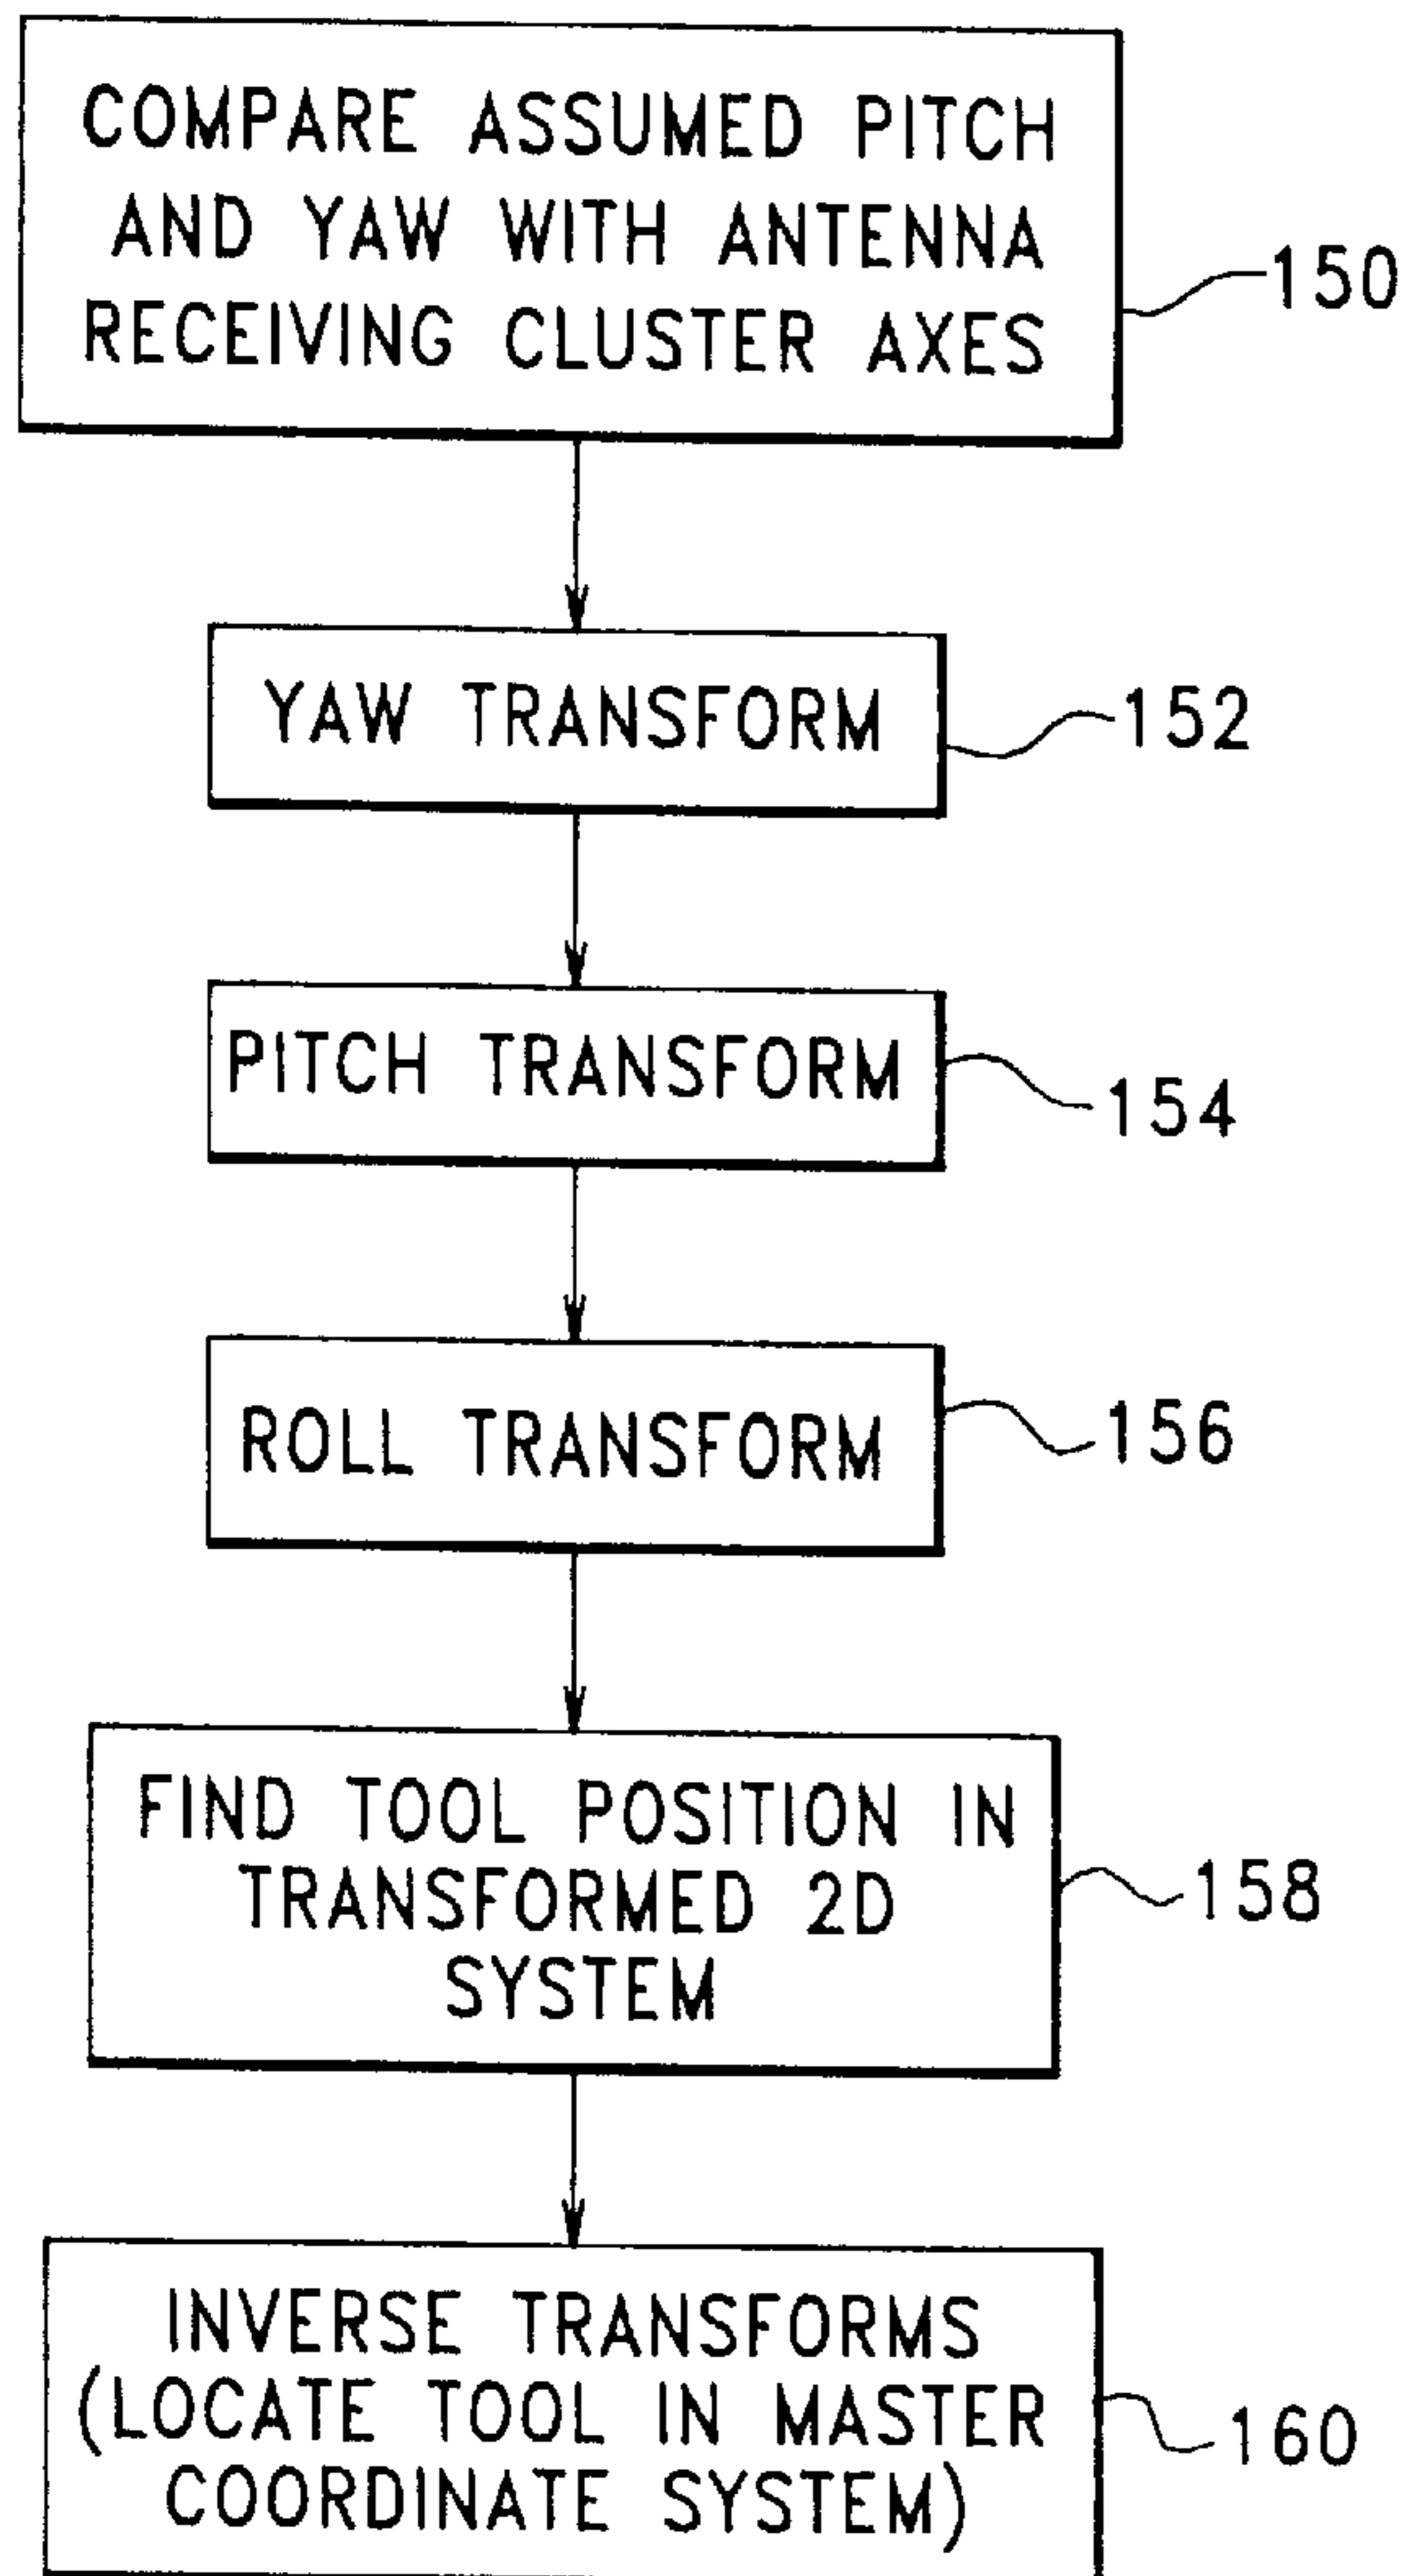 COMPARE ASSUMED PITCH
AND YAW WITH ANTENNA
RECEIVING CLUSTER AXES
150
YAW TRANSFORM
152
PITCH TRANSFORM
154
ROLL TRANSFORM
156
FIND TOOL POSITION IN
TRANSFORMED 2D
SYSTEM
158
INVERSE TRANSFORMS
(LOCATE TOOL IN MASTER
COORDINATE SYSTEM)
160